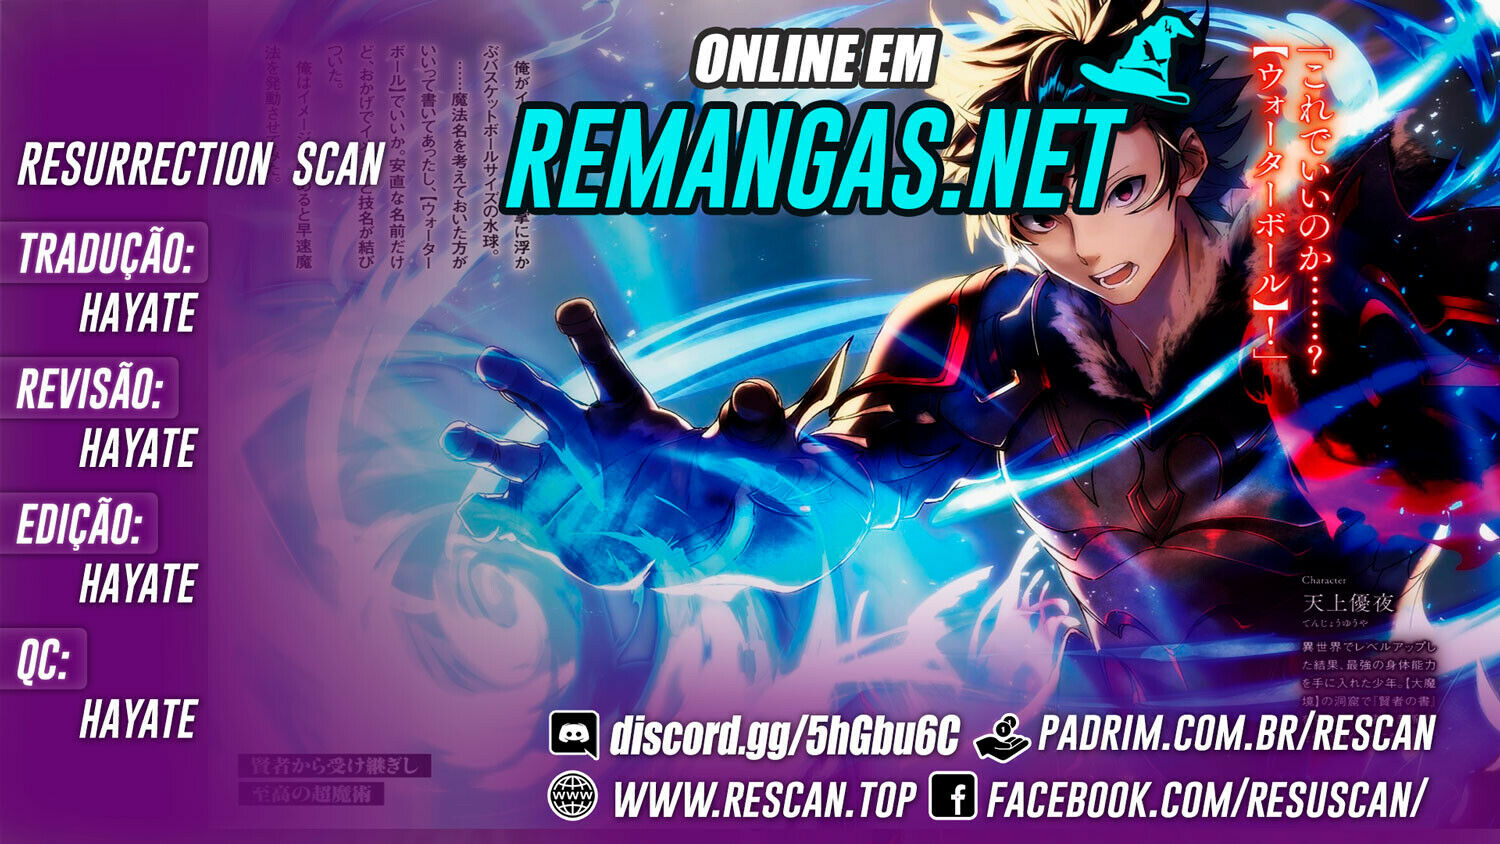 ONLINE EM
REMANGAS.NET
RESURRECTION SCAN
TRADUÇÃO:
HAYATE
REVISÃO:
HAYATE
EDIÇÃO:
HAYATE
QC:
HAYATE
「これでいいのか……？
【ウォーターボール】！」
ぶバスケットボールサイズの水球。
……魔法名を考えておいた方が
いいって書いてあったし、【ウォーター
ボール】でいいか。安直な名前だけ
ついた。
Character
天上優夜
てんじょうゆうや
異世界でレベルアップし
た結果、最強の身体能力
を手に入れた少年。【大魔
境】の洞窟で『賢者の書』
賢者から受け継ぎし
至高の超魔術
discord.gg/5hGbu6C
PADRIM.COM.BR/RESCAN
WWW
WWW.RESCAN.TOP
f
FACEBOOK.COM/RESUSCAN/